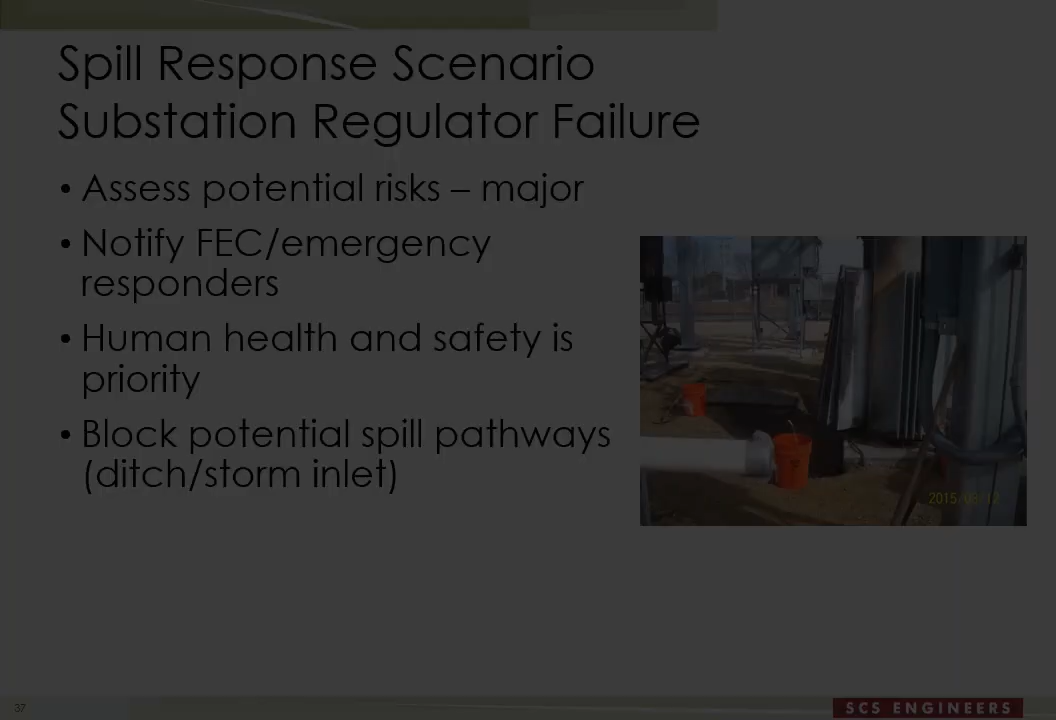 Spill Response Scenario
Substation Regulator Failure
• Assess potential risks – major
• Notify FEC/emergency
responders
• Human health and safety is
priority
• Block potential spill pathways
(ditch/storm inlet)
2015/03/12
37
SCS ENGINEERS